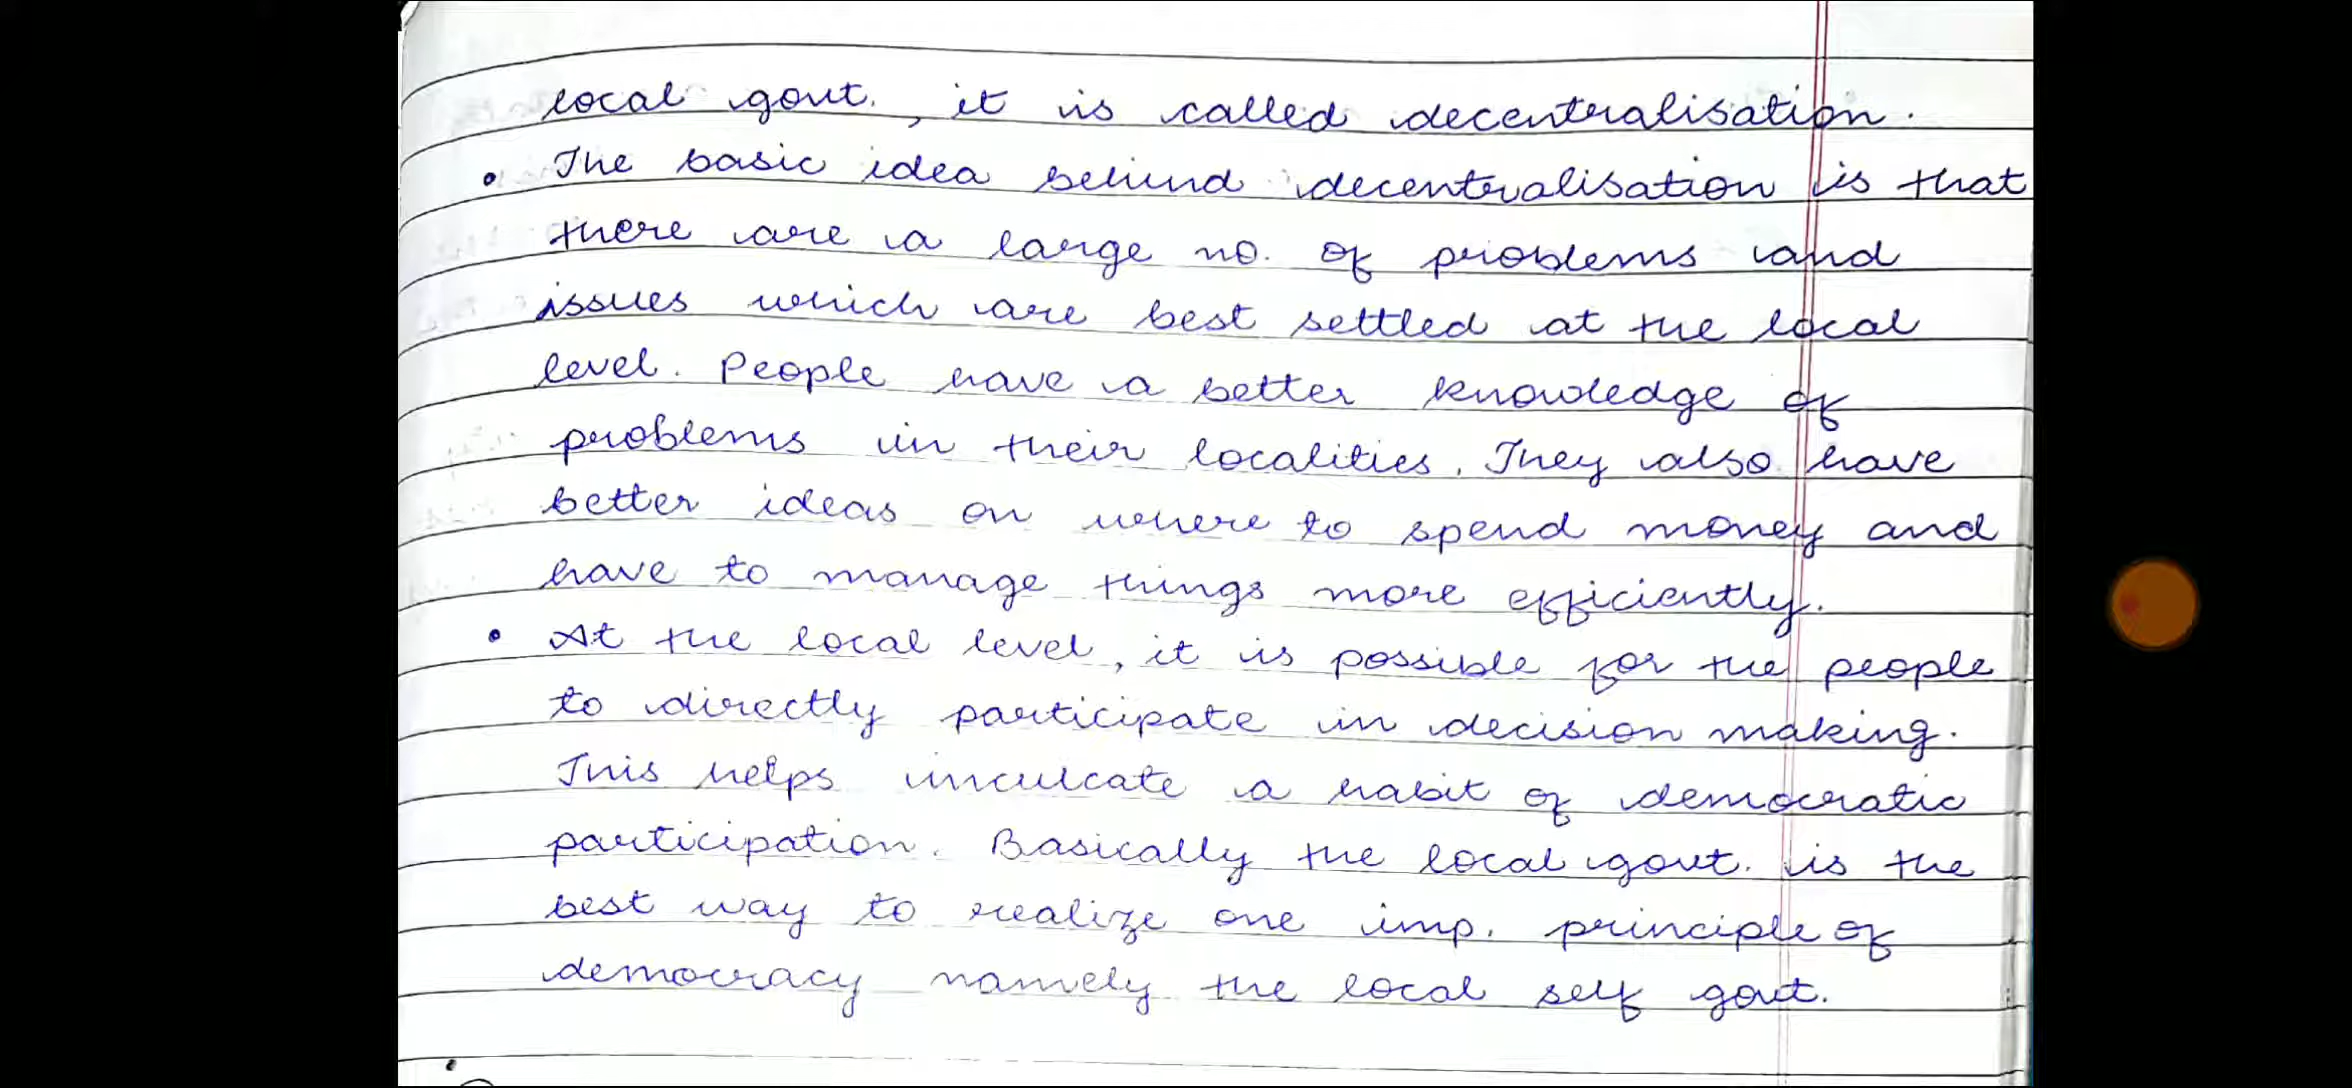 local govt., it is called decentralisation.
• The basic idea behind decentralisation is that
there are a large no. of problems and
issues which are best settled at the local
level. People have a better knowledge of
problems in their localities. They also have
better ideas on where to spend money and
have to manage things more efficiently.
• At the local level, it is possible for the people
to directly participate in decision making.
This helps inculcate a habit of democratic
participation. Basically the local govt. is the
best way to realize one imp. principle of
democracy namely the local self govt.